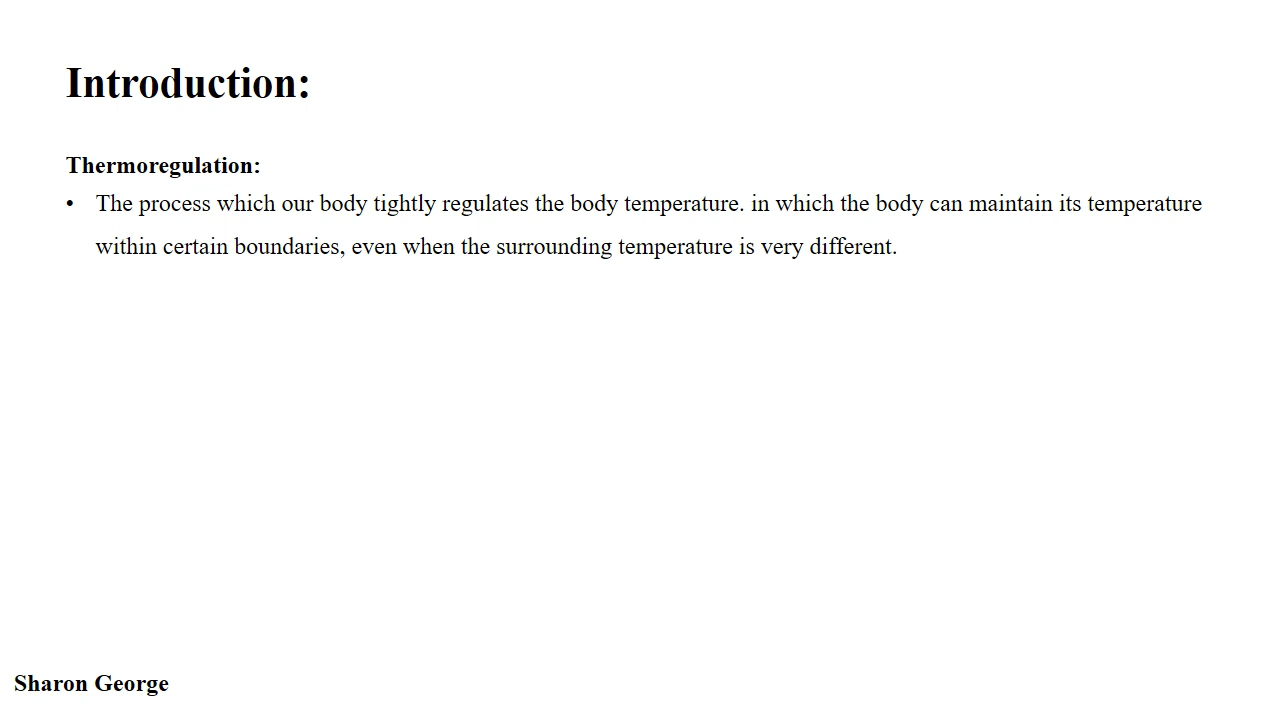 Introduction:
Thermoregulation:
• The process which our body tightly regulates the body temperature. in which the body can maintain its temperature
within certain boundaries, even when the surrounding temperature is very different.
Sharon George